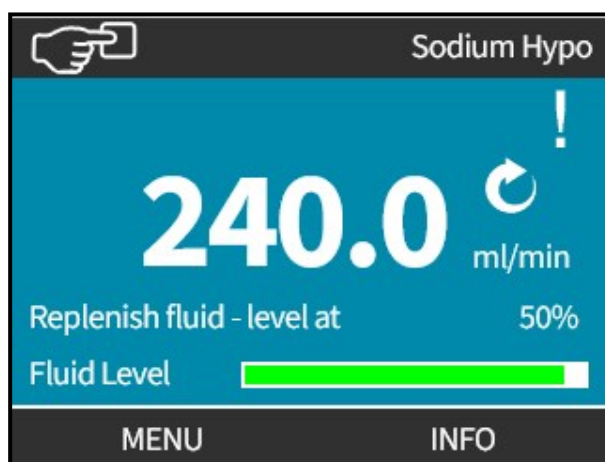 Sodium Hypo
!
240.0 ml/min
Replenish fluid - level at 50%
Fluid Level
MENU INFO